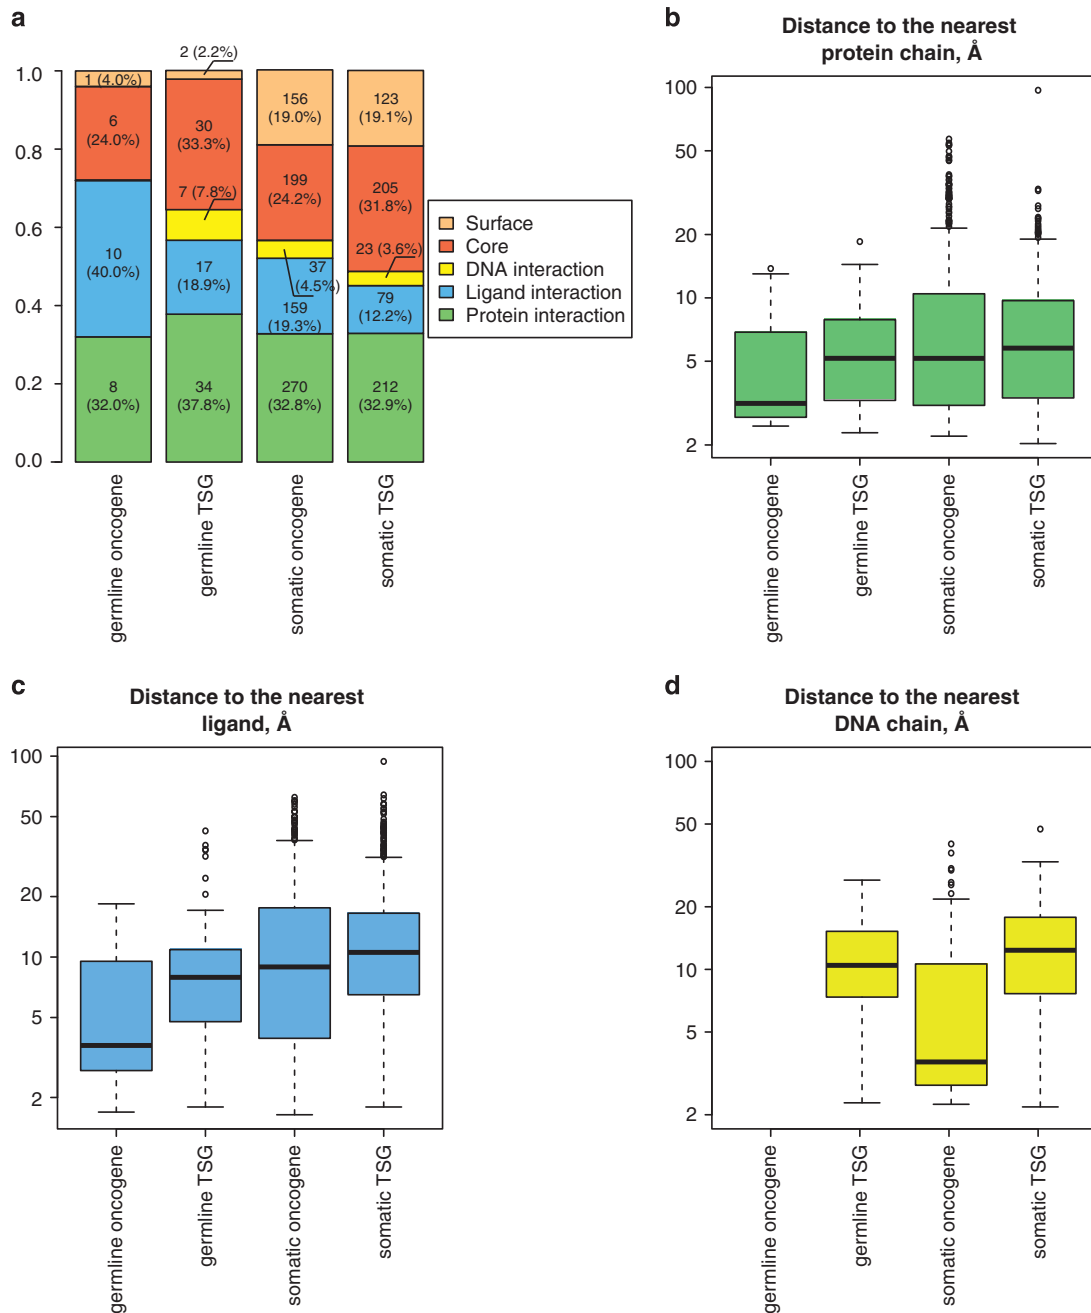 a
2 (2.2%)
1.0
0.8
0.6
0.4
0.2
0.0
1 (4.0%)
6
(24.0%)
10
(40.0%)
8
(32.0%)
30
(33.3%)
7 (7.8%)
17
(18.9%)
34
(37.8%)
156
(19.0%)
199
(24.2%)
37
(4.5%)
159
(19.3%)
270
(32.8%)
123
(19.1%)
205
(31.8%)
23 (3.6%)
79
(12.2%)
212
(32.9%)
germline oncogene
germline TSG
somatic oncogene
somatic TSG
Surface
Core
DNA interaction
Ligand interaction
Protein interaction
b
Distance to the nearest
protein chain, Å
100
50
20
10
5
2
germline oncogene
germline TSG
somatic oncogene
somatic TSG
c
Distance to the nearest
ligand, Å
100
50
20
10
5
2
germline oncogene
germline TSG
somatic oncogene
somatic TSG
d
Distance to the nearest
DNA chain, Å
100
50
20
10
5
2
germline oncogene
germline TSG
somatic oncogene
somatic TSG